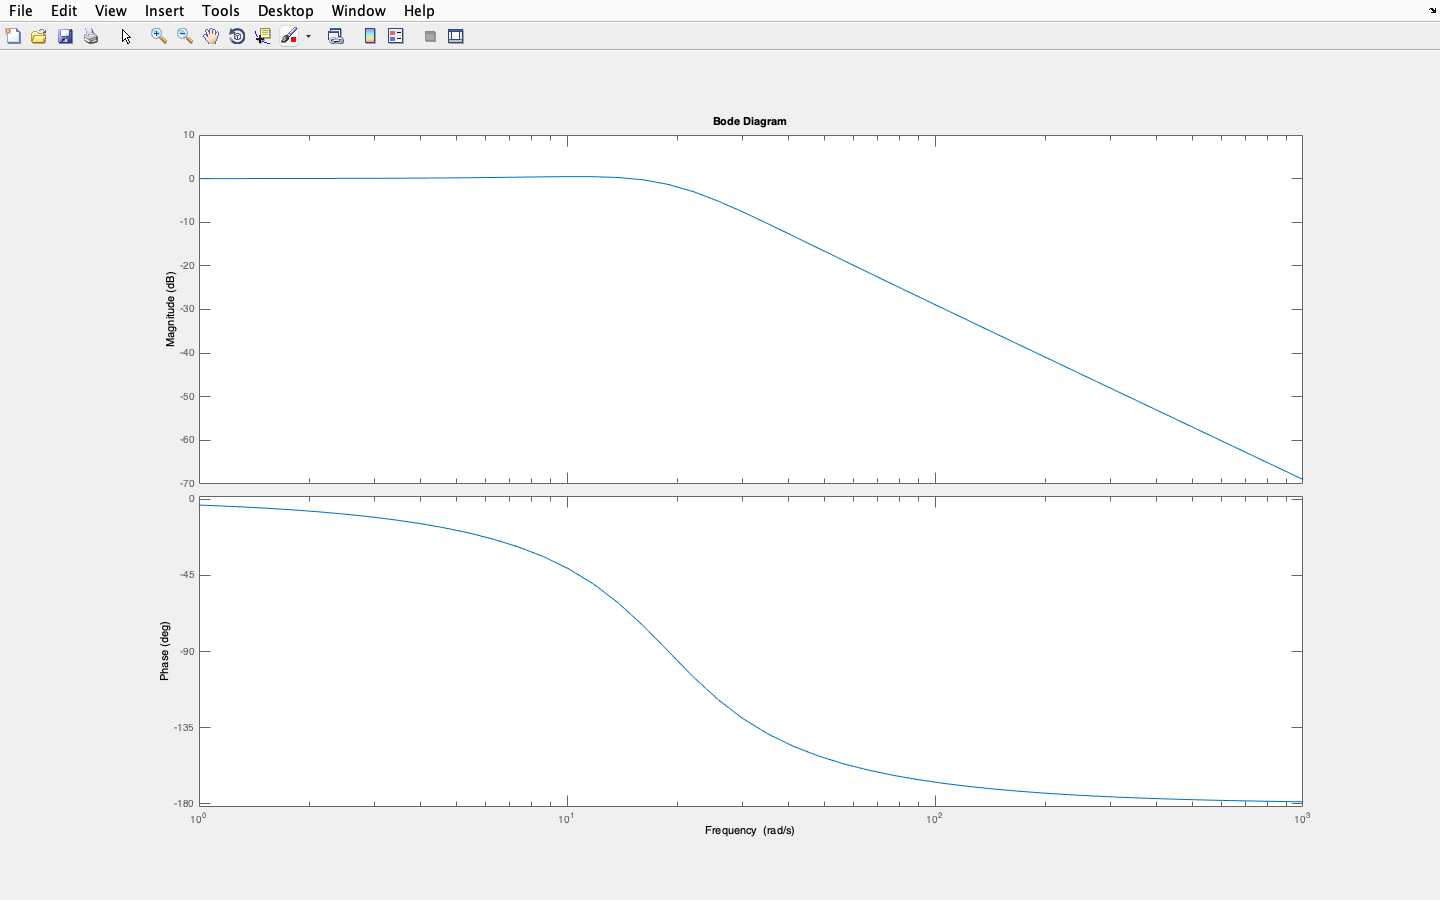 File Edit View Insert Tools Desktop Window Help
Bode Diagram
10
0
-10
-20
-30
-40
-50
-60
-70
Magnitude (dB)
0
-45
-90
-135
-180
Phase (deg)
10^0 10^1 10^2 10^3
Frequency (rad/s)